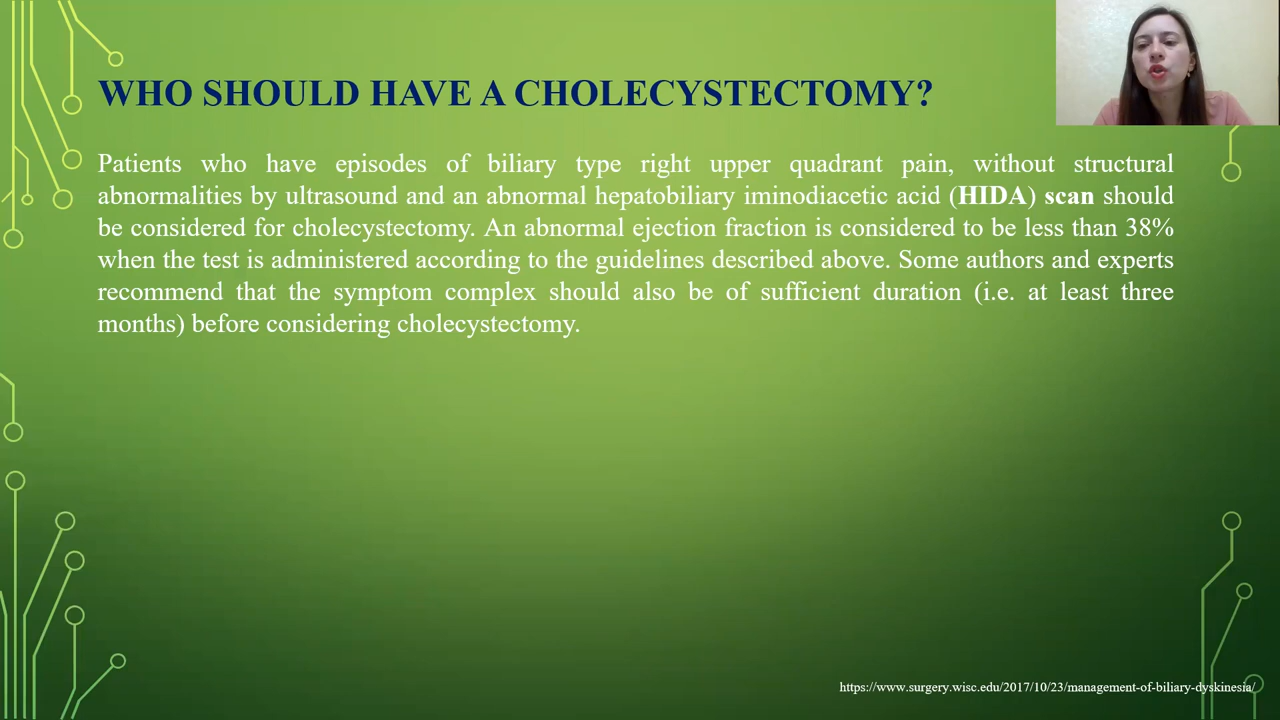 WHO SHOULD HAVE A CHOLECYSTECTOMY?
Patients who have episodes of biliary type right upper quadrant pain, without structural
abnormalities by ultrasound and an abnormal hepatobiliary iminodiacetic acid (HIDA) scan should
be considered for cholecystectomy. An abnormal ejection fraction is considered to be less than 38%
when the test is administered according to the guidelines described above. Some authors and experts
recommend that the symptom complex should also be of sufficient duration (i.e. at least three
months) before considering cholecystectomy.
https://www.surgery.wisc.edu/2017/10/23/management-of-biliary-dyskinesia/